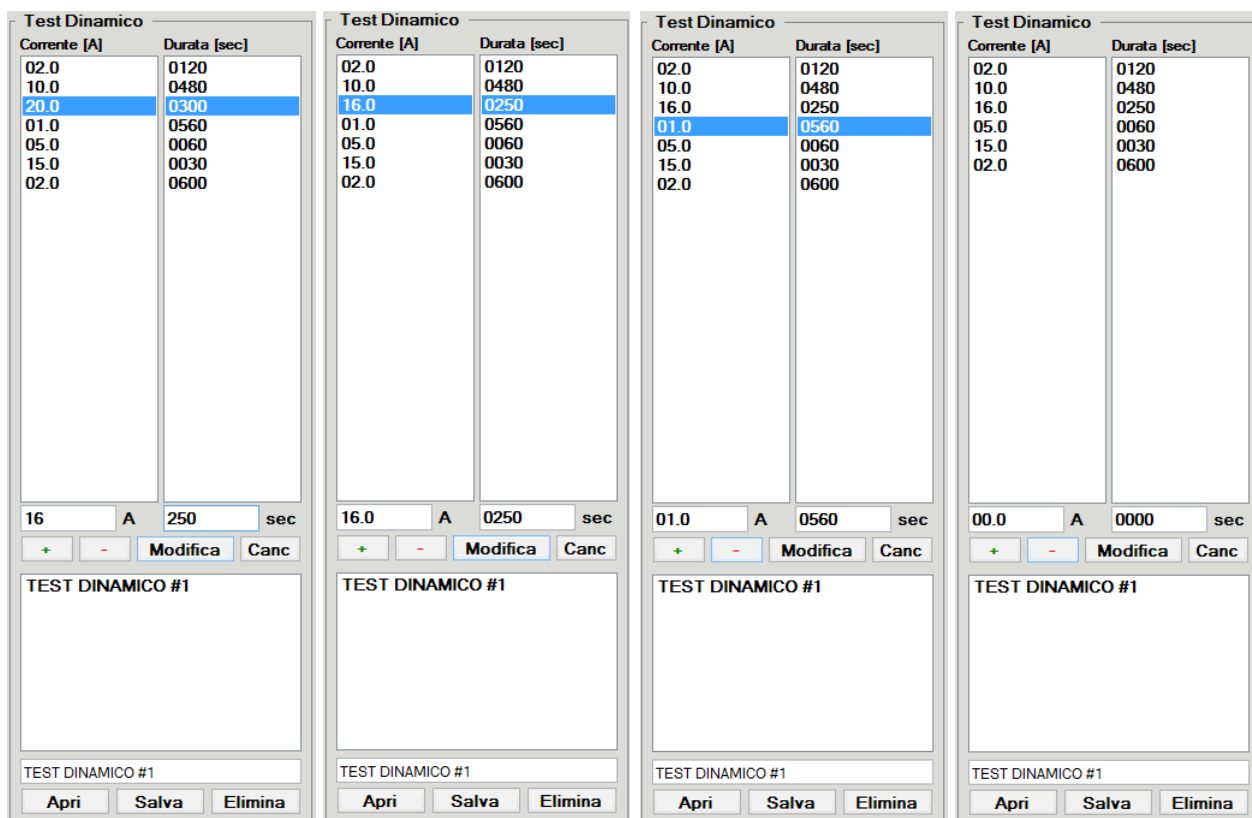 Test Dinamico
Corrente [A] Durata [sec]
02.0 0120
10.0 0480
20.0 0300
01.0 0560
05.0 0060
15.0 0030
02.0 0600
16 A 250 sec
+ - Modifica Canc
TEST DINAMICO #1
TEST DINAMICO #1
Apri Salva Elimina
Test Dinamico
Corrente [A] Durata [sec]
02.0 0120
10.0 0480
16.0 0250
01.0 0560
05.0 0060
15.0 0030
02.0 0600
16.0 A 0250 sec
+ - Modifica Canc
TEST DINAMICO #1
TEST DINAMICO #1
Apri Salva Elimina
Test Dinamico
Corrente [A] Durata [sec]
02.0 0120
10.0 0480
16.0 0250
01.0 0560
05.0 0060
15.0 0030
02.0 0600
01.0 A 0560 sec
+ - Modifica Canc
TEST DINAMICO #1
TEST DINAMICO #1
Apri Salva Elimina
Test Dinamico
Corrente [A] Durata [sec]
02.0 0120
10.0 0480
16.0 0250
05.0 0060
15.0 0030
02.0 0600
00.0 A 0000 sec
+ - Modifica Canc
TEST DINAMICO #1
TEST DINAMICO #1
Apri Salva Elimina